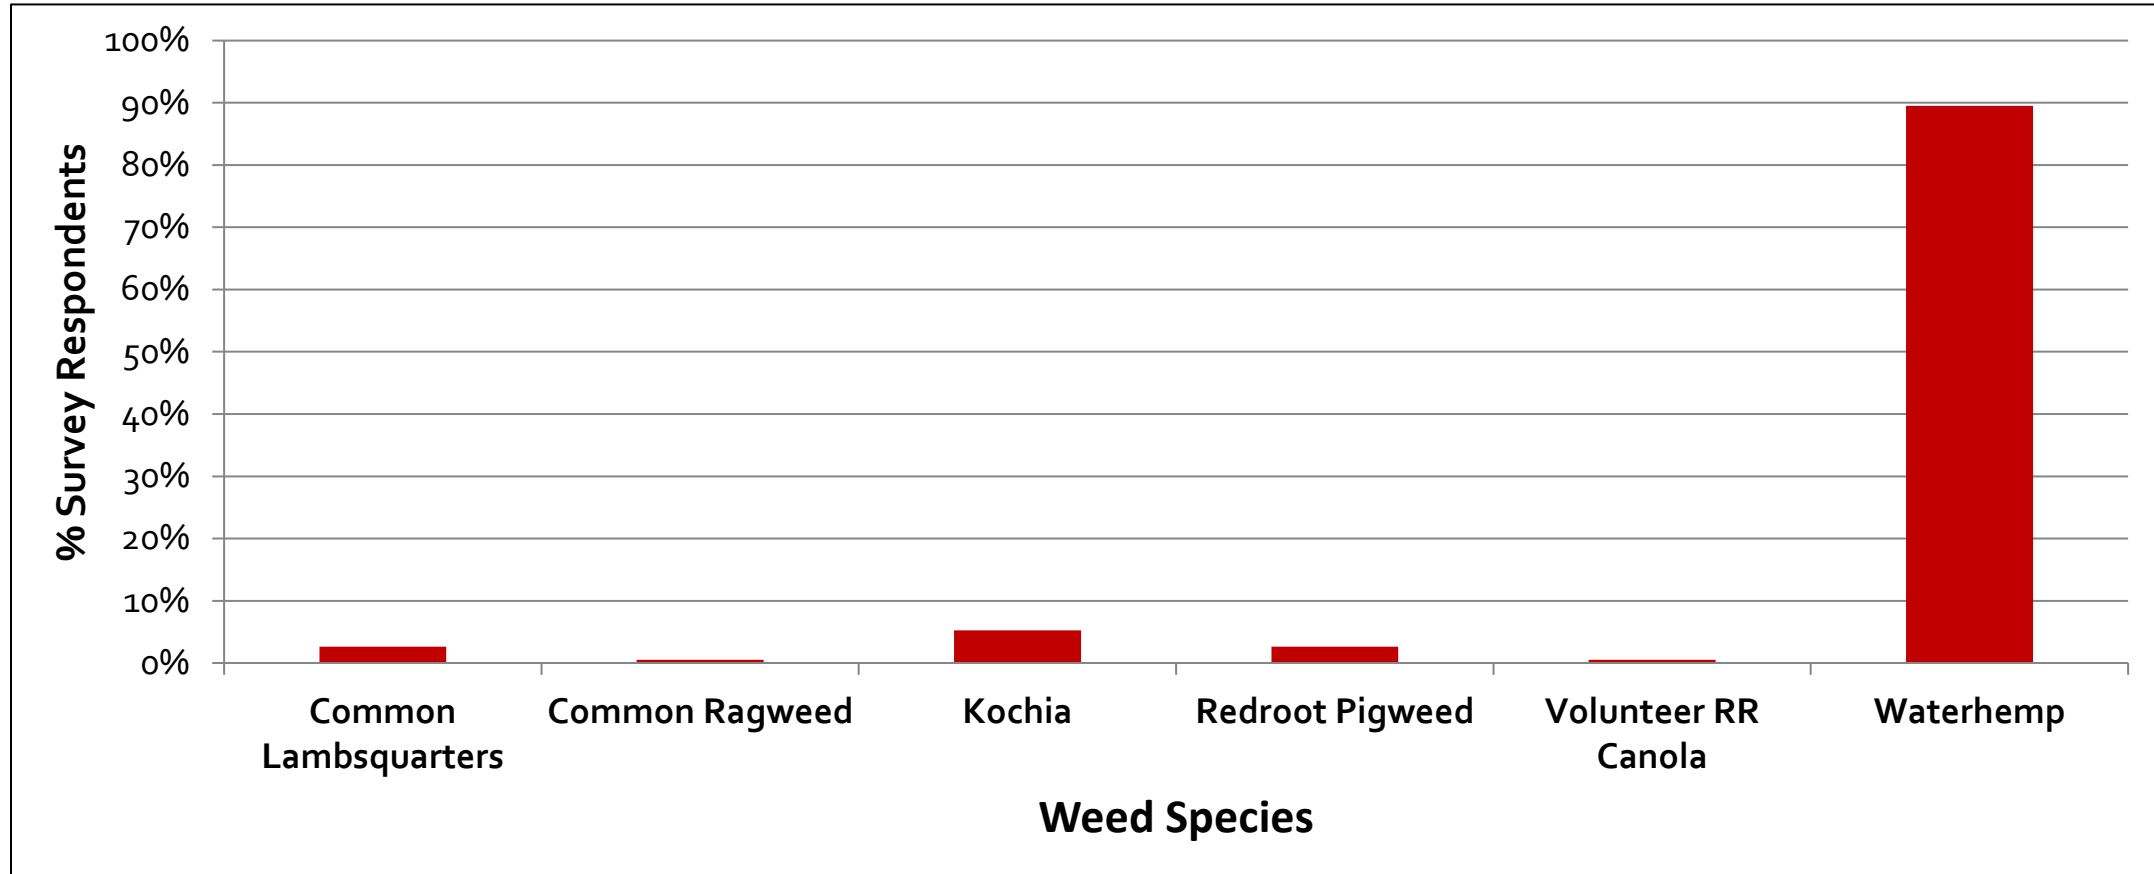 100%
90%
80%
70%
60%
50%
40%
30%
20%
10%
0%
% Survey Respondents
Common
Lambsquarters
Common Ragweed
Kochia
Redroot Pigweed
Volunteer RR
Canola
Waterhemp
Weed Species